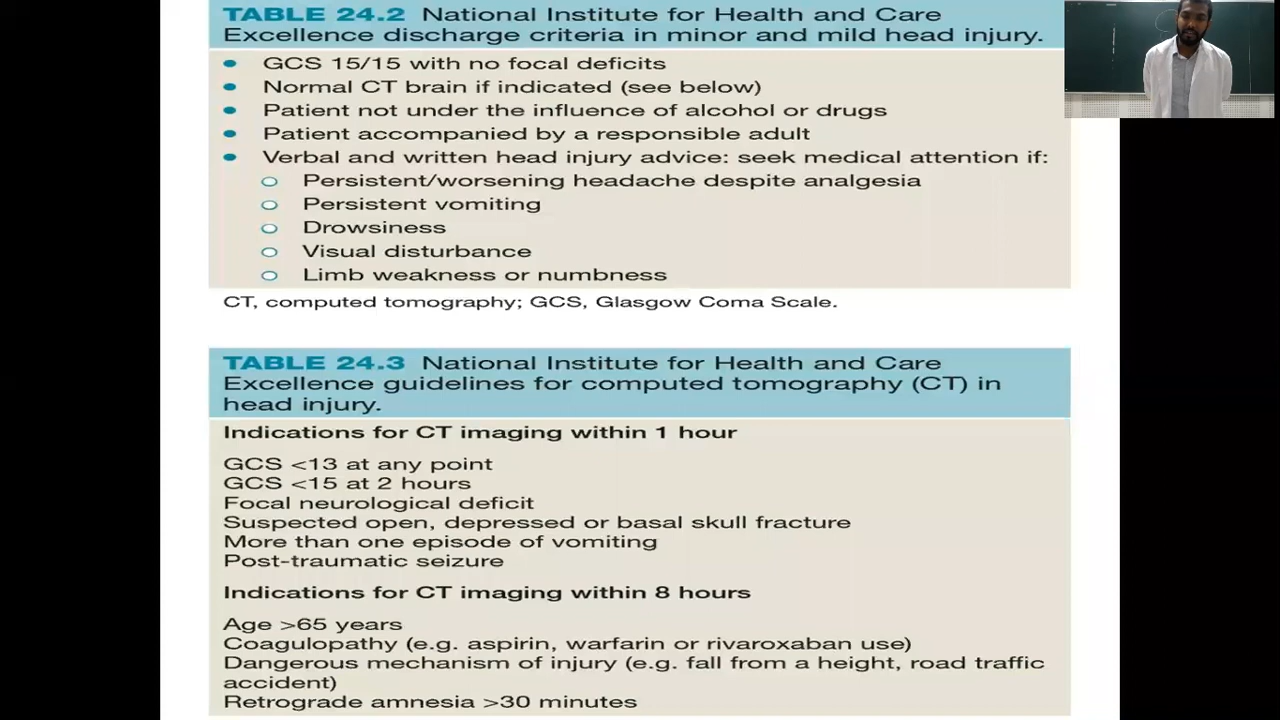 TABLE 24.2 National Institute for Health and Care
Excellence discharge criteria in minor and mild head injury.
• GCS 15/15 with no focal deficits
• Normal CT brain if indicated (see below)
• Patient not under the influence of alcohol or drugs
• Patient accompanied by a responsible adult
• Verbal and written head injury advice: seek medical attention if:
○ Persistent/worsening headache despite analgesia
○ Persistent vomiting
○ Drowsiness
○ Visual disturbance
○ Limb weakness or numbness
CT, computed tomography; GCS, Glasgow Coma Scale.
TABLE 24.3 National Institute for Health and Care
Excellence guidelines for computed tomography (CT) in
head injury.
Indications for CT imaging within 1 hour
GCS <13 at any point
GCS <15 at 2 hours
Focal neurological deficit
Suspected open, depressed or basal skull fracture
More than one episode of vomiting
Post-traumatic seizure
Indications for CT imaging within 8 hours
Age >65 years
Coagulopathy (e.g. aspirin, warfarin or rivaroxaban use)
Dangerous mechanism of injury (e.g. fall from a height, road traffic
accident)
Retrograde amnesia >30 minutes